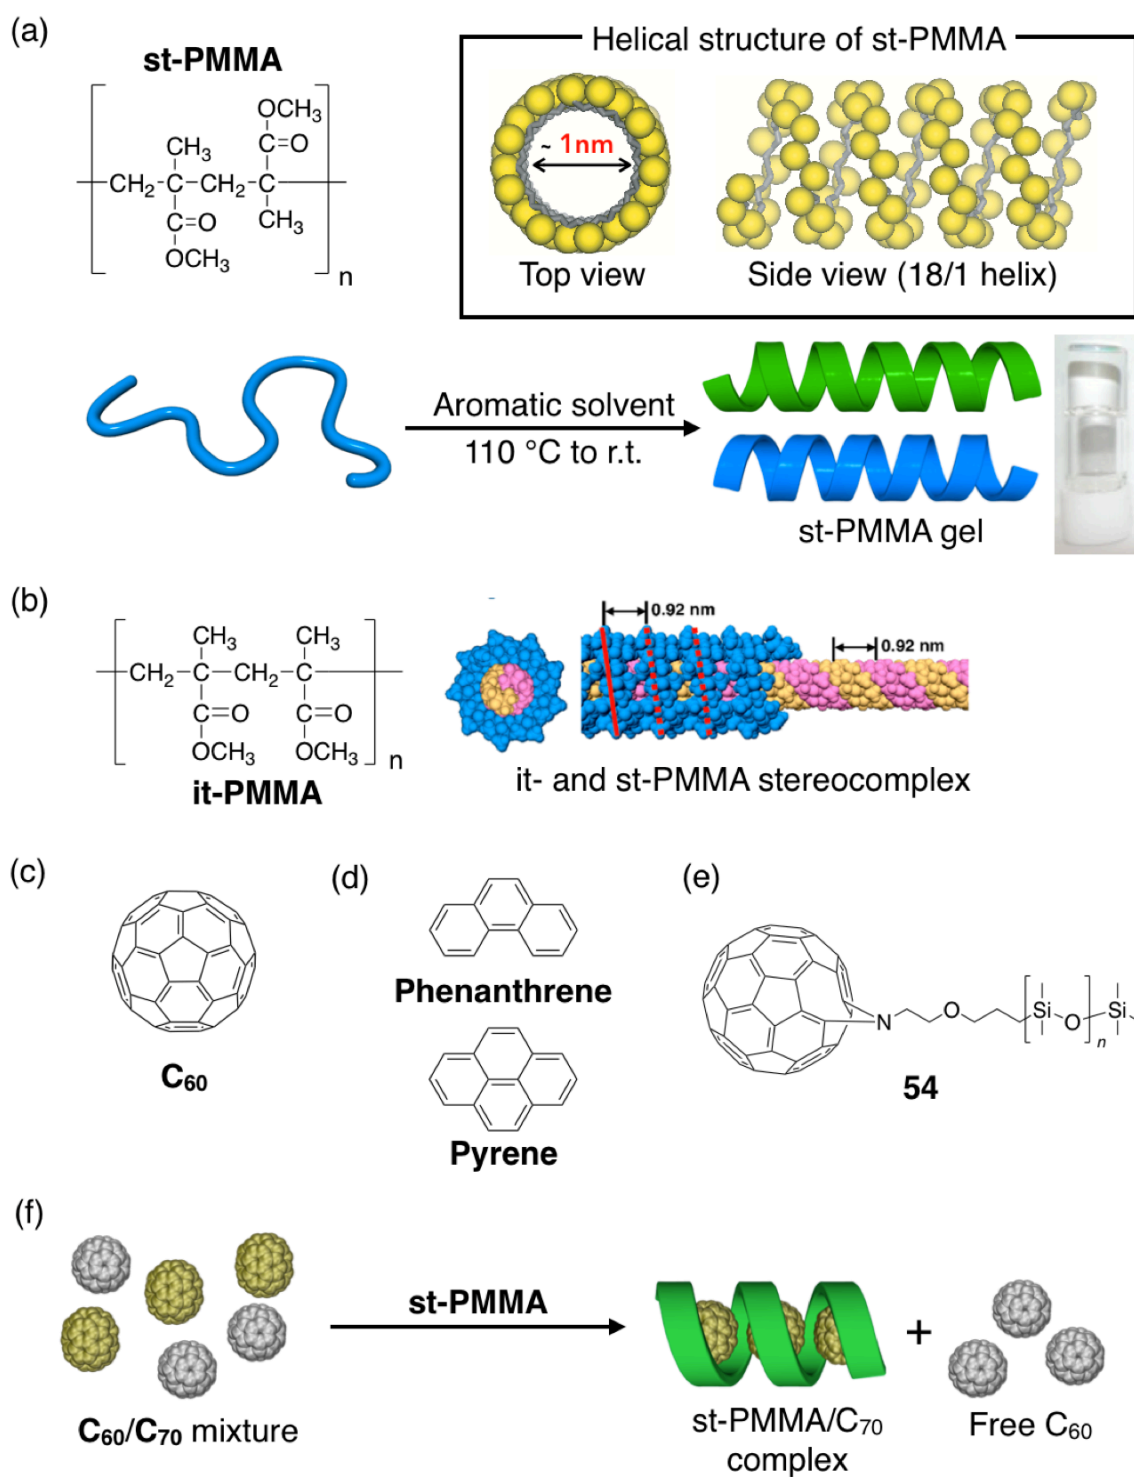 (a)
st-PMMA
OCH₃
C=O
CH₃
CH₂-C-CH₂-C
C=O
CH₃
OCH₃
n
Helical structure of st-PMMA
~ 1nm
Top view
Side view (18/1 helix)
Aromatic solvent
110 °C to r.t.
st-PMMA gel
(b)
CH₃
CH₃
CH₂-C-CH₂-C
C=O
C=O
OCH₃
OCH₃
n
it-PMMA
0.92 nm
0.92 nm
it- and st-PMMA stereocomplex
(c)
C₆₀
(d)
Phenanthrene
Pyrene
(e)
N
O
Si
O
Si
n
54
(f)
C₆₀/C₇₀ mixture
st-PMMA
st-PMMA/C₇₀
complex
+
Free C₆₀